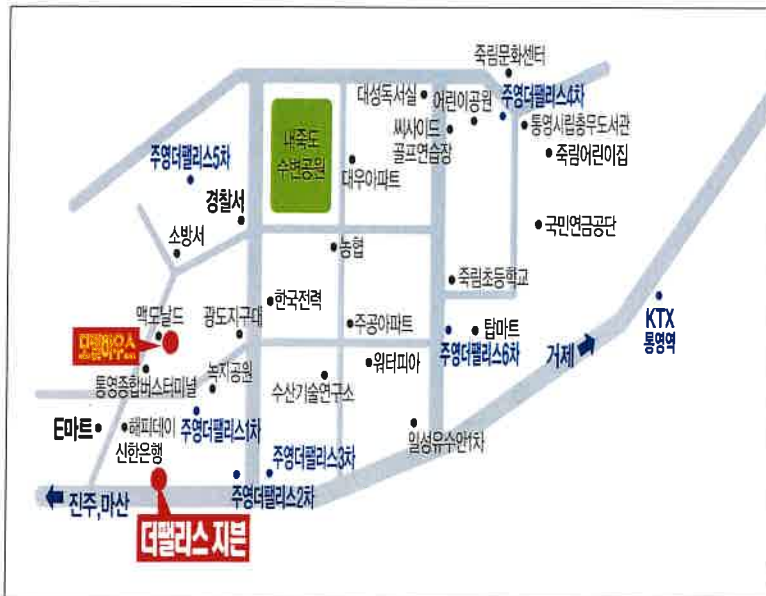 죽림문화센터
대성독서실
어린이공원
주영더팰리스4차
내죽도
수변공원
씨사이드
골프연습장
통영시립충무도서관
죽림어린이집
대우아파트
주영더팰리스5차
경찰서
소방서
국민연금공단
농협
죽림초등학교
한국전력
KTX
통영역
맥도날드
광도지구대
주공아파트
탑마트
주영더팰리스6차
거제
워터피아
녹지공원
통영종합버스터미널
수산기술연구소
E마트
해피데이
주영더팰리스1차
일성유수안1차
신한은행
주영더팰리스3차
주영더팰리스2차
진주,마산
더팰리스 지븐